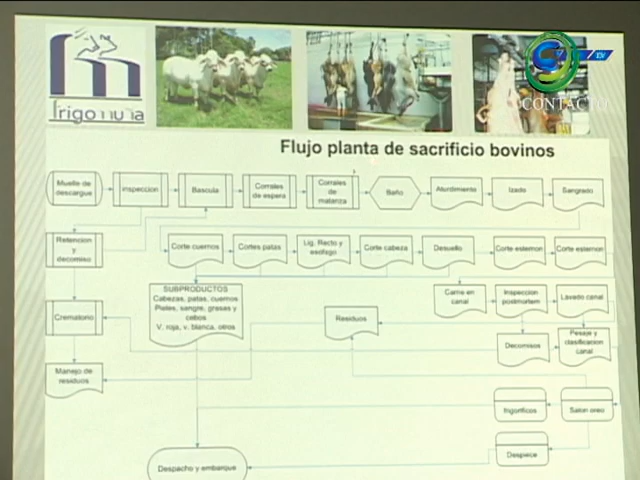 frigomuña
CONTACTO
Flujo planta de sacrificio bovinos
Muelle de
descargue
inspeccion
Bascula
Corrales
de espera
Corrales
de
matanza
Baño
Aturdimiento
Izado
Sangrado
Retencion
y
decomiso
Corte cuernos
Cortes patas
Lig. Recto y
esófago
Corte cabeza
Desuello
Corte esternon
Corte esternon
SUBPRODUCTOS
Cabezas, patas, cuernos
Pieles, sangre, grasas y
cebos
V. roja, v. blanca, otros
Carne en
canal
Inspeccion
postmortem
Lavado canal
Crematorio
Residuos
Decomisos
Pesaje y
clasificacion
canal
Manejo de
residuos
frigorificos
Salon oreo
Despiece
Despacho y embarque